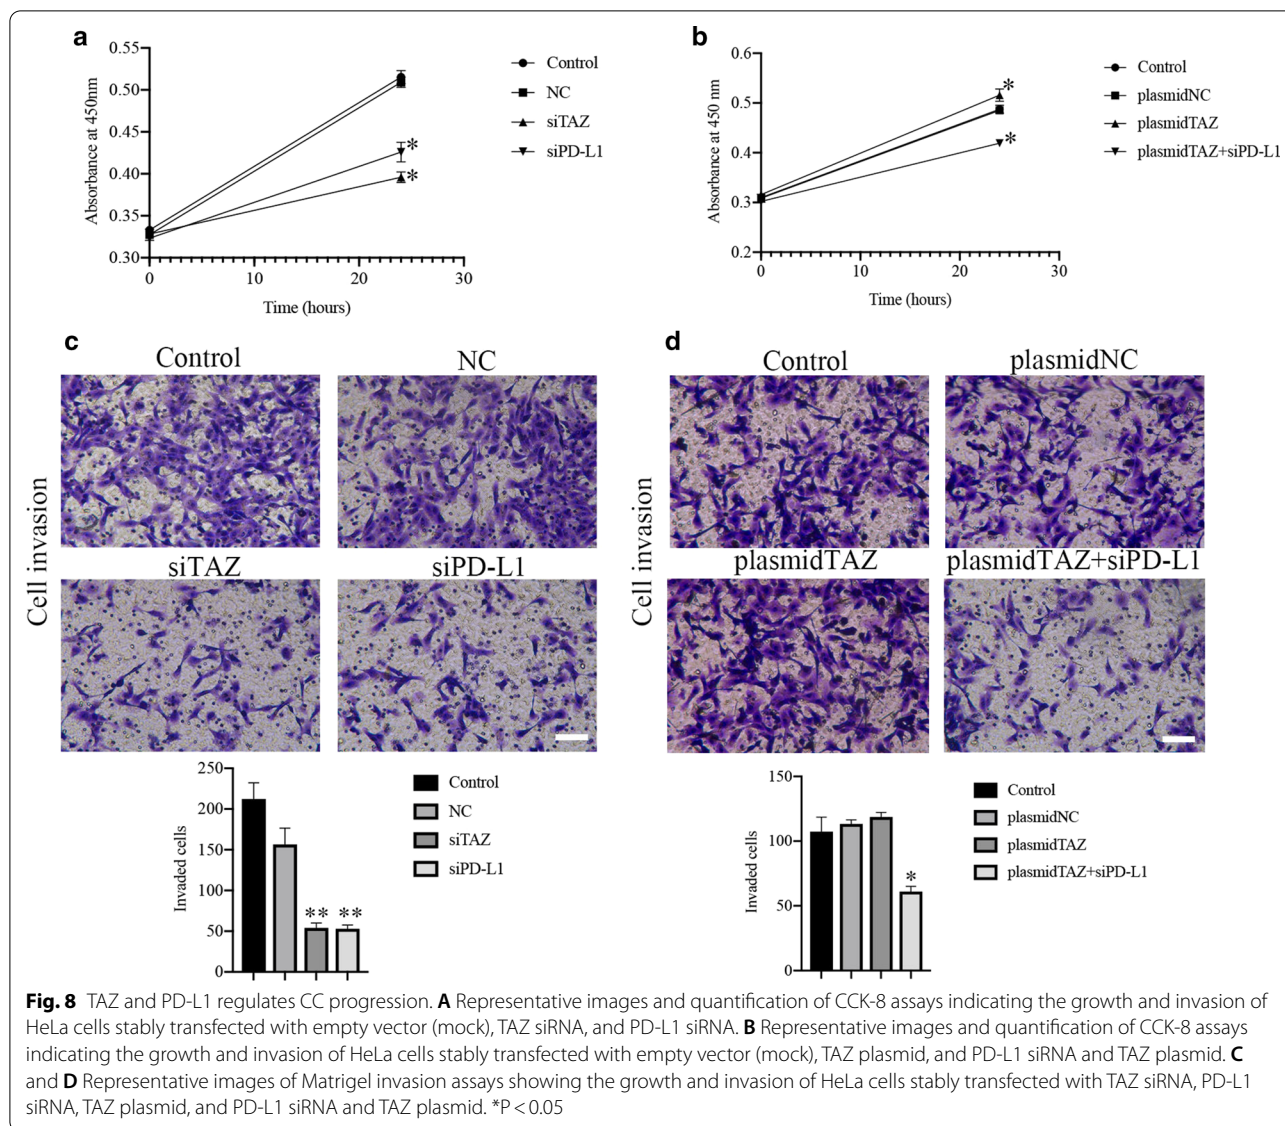 a
0.55
0.50
0.45
0.40
0.35
0.30
Absorbance at 450nm
0 10 20 30
Time (hours)
Control
NC
siTAZ
siPD-L1
*
*
b
0.6
0.5
0.4
0.3
0.2
Absorbance at 450 nm
0 10 20 30
Time (hours)
Control
plasmidNC
plasmidTAZ
plasmidTAZ+siPD-L1
*
*
c
Control NC
Cell invasion
siTAZ siPD-L1
250
200
150
100
50
0
Invaded cells
** **
Control
NC
siTAZ
siPD-L1
d
Control plasmidNC
Cell invasion
plasmidTAZ plasmidTAZ+siPD-L1
150
100
50
0
Invaded cells
*
Control
plasmidNC
plasmidTAZ
plasmidTAZ+siPD-L1
Fig. 8 TAZ and PD-L1 regulates CC progression. A Representative images and quantification of CCK-8 assays indicating the growth and invasion of
HeLa cells stably transfected with empty vector (mock), TAZ siRNA, and PD-L1 siRNA. B Representative images and quantification of CCK-8 assays
indicating the growth and invasion of HeLa cells stably transfected with empty vector (mock), TAZ plasmid, and PD-L1 siRNA and TAZ plasmid. C
and D Representative images of Matrigel invasion assays showing the growth and invasion of HeLa cells stably transfected with TAZ siRNA, PD-L1
siRNA, TAZ plasmid, and PD-L1 siRNA and TAZ plasmid. *P < 0.05